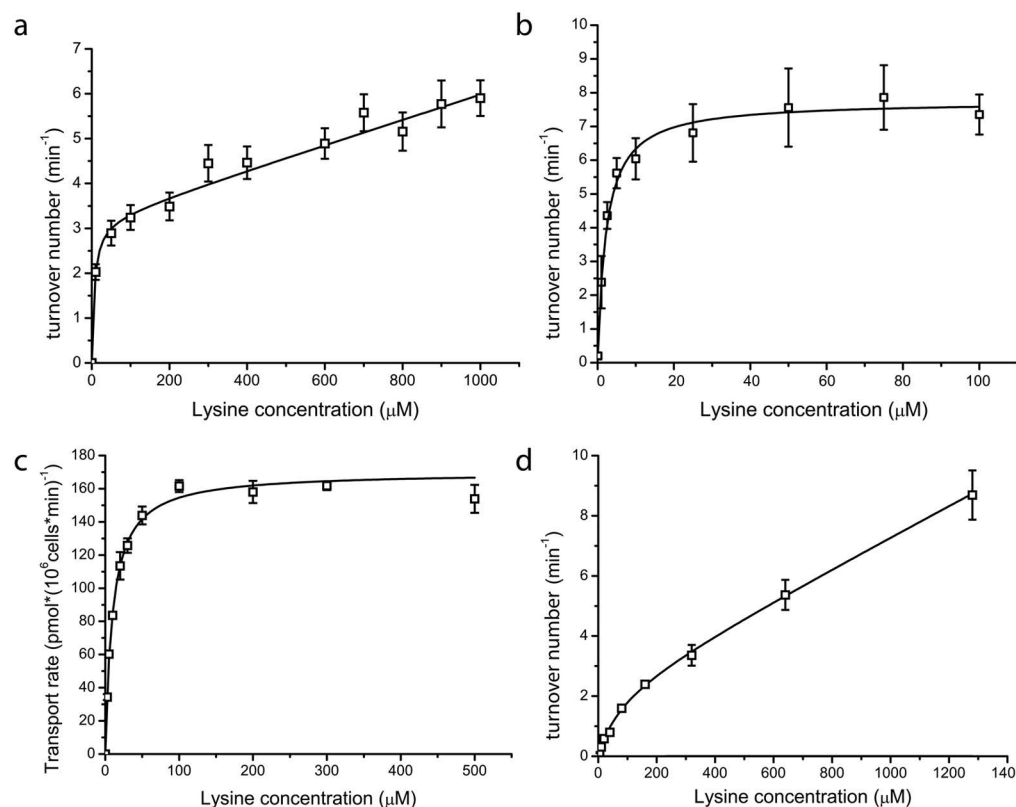 a
7
6
5
4
3
2
1
0
turnover number (min⁻¹)
0 200 400 600 800 1000
Lysine concentration (μM)
b
10
9
8
7
6
5
4
3
2
1
0
turnover number (min⁻¹)
0 20 40 60 80 100
Lysine concentration (μM)
c
180
160
140
120
100
80
60
40
20
0
Transport rate (pmol*(10⁶cells*min)⁻¹)
0 100 200 300 400 500
Lysine concentration (μM)
d
10
8
6
4
2
0
turnover number (min⁻¹)
0 200 400 600 800 1000 1200 140
Lysine concentration (μM)